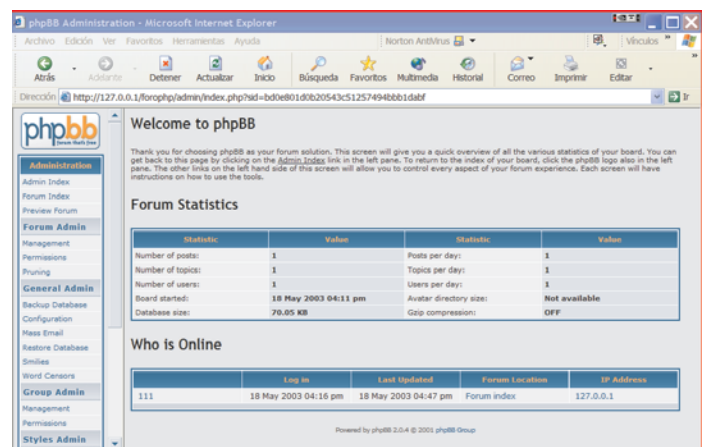 phpBB Administration - Microsoft Internet Explorer
Archivo Edición Ver Favoritos Herramientas Ayuda Norton AntiVirus Vínculos »
Atrás Adelante Detener Actualizar Inicio Búsqueda Favoritos Multimedia Historial Correo Imprimir Editar »
Dirección http://127.0.0.1/forophp/admin/index.php?sid=bd0e801d0b20543c51257494bbb1dabf Ir
phpbb
Administration
Admin Index
Forum Index
Preview Forum
Forum Admin
Management
Permissions
Pruning
General Admin
Backup Database
Configuration
Mass Email
Restore Database
Smilies
Word Censors
Group Admin
Management
Permissions
Styles Admin
Welcome to phpBB
Thank you for choosing phpBB as your forum solution. This screen will give you a quick overview of all the various statistics of your board. You can
get back to this page by clicking on the Admin Index link in the left pane. To return to the index of your board, click the phpBB logo also in the left
pane. The other links on the left hand side of this screen will allow you to control every aspect of your forum experience. Each screen will have
instructions on how to use the tools.
Forum Statistics
Statistic Value Statistic Value
Number of posts: 1 Posts per day: 1
Number of topics: 1 Topics per day: 1
Number of users: 1 Users per day: 1
Board started: 18 May 2003 04:11 pm Avatar directory size: Not available
Database size: 70.05 KB Gzip compression: OFF
Who is Online
Log in Last Updated Forum Location IP Address
111 18 May 2003 04:16 pm 18 May 2003 04:47 pm Forum index 127.0.0.1
Powered by phpBB 2.0.4 © 2001 phpBB Group